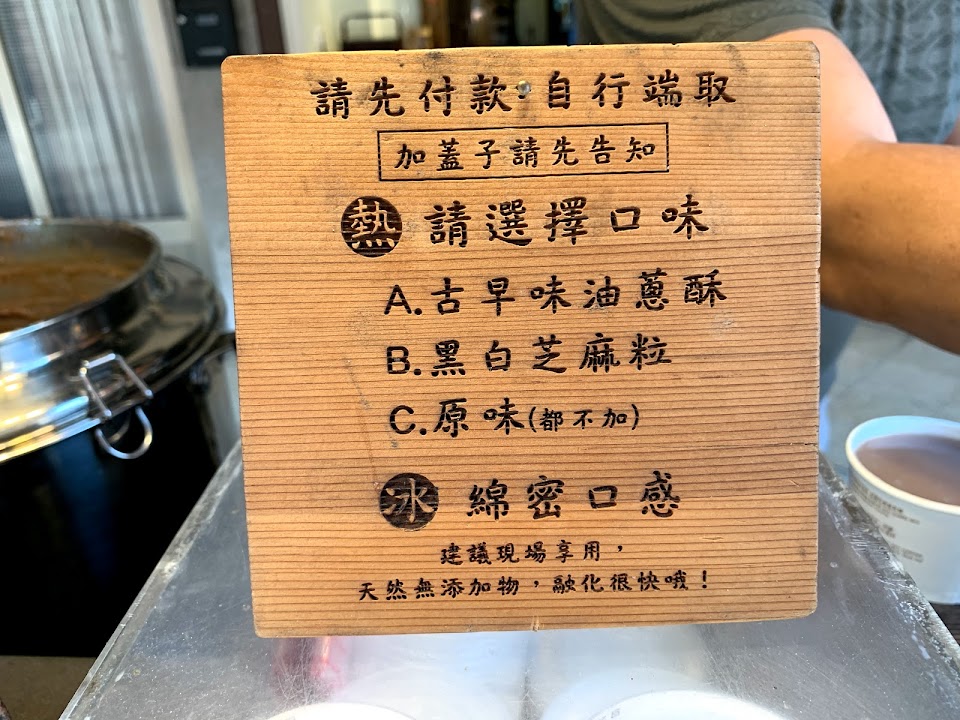 請先付款·自行端取
加蓋子請先告知
熱 請選擇口味
A.古早味油蔥酥
B.黑白芝麻粒
C.原味(都不加)
冰 綿密口感
建議現場享用，
天然無添加物，融化很快哦！